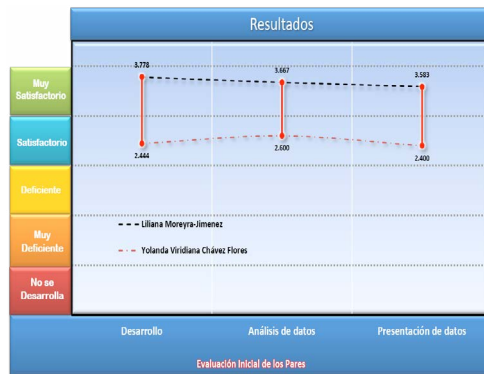 Resultados
3.778
3.667
3.583
Muy
Satisfactorio
Satisfactorio
2.444
2.600
2.400
Deficiente
Muy
Deficiente
Liliana Moreyra-Jimenez
Yolanda Viridiana Chávez Flores
No se
Desarrolla
Desarrollo
Análisis de datos
Presentación de datos
Evaluación Inicial de los Pares